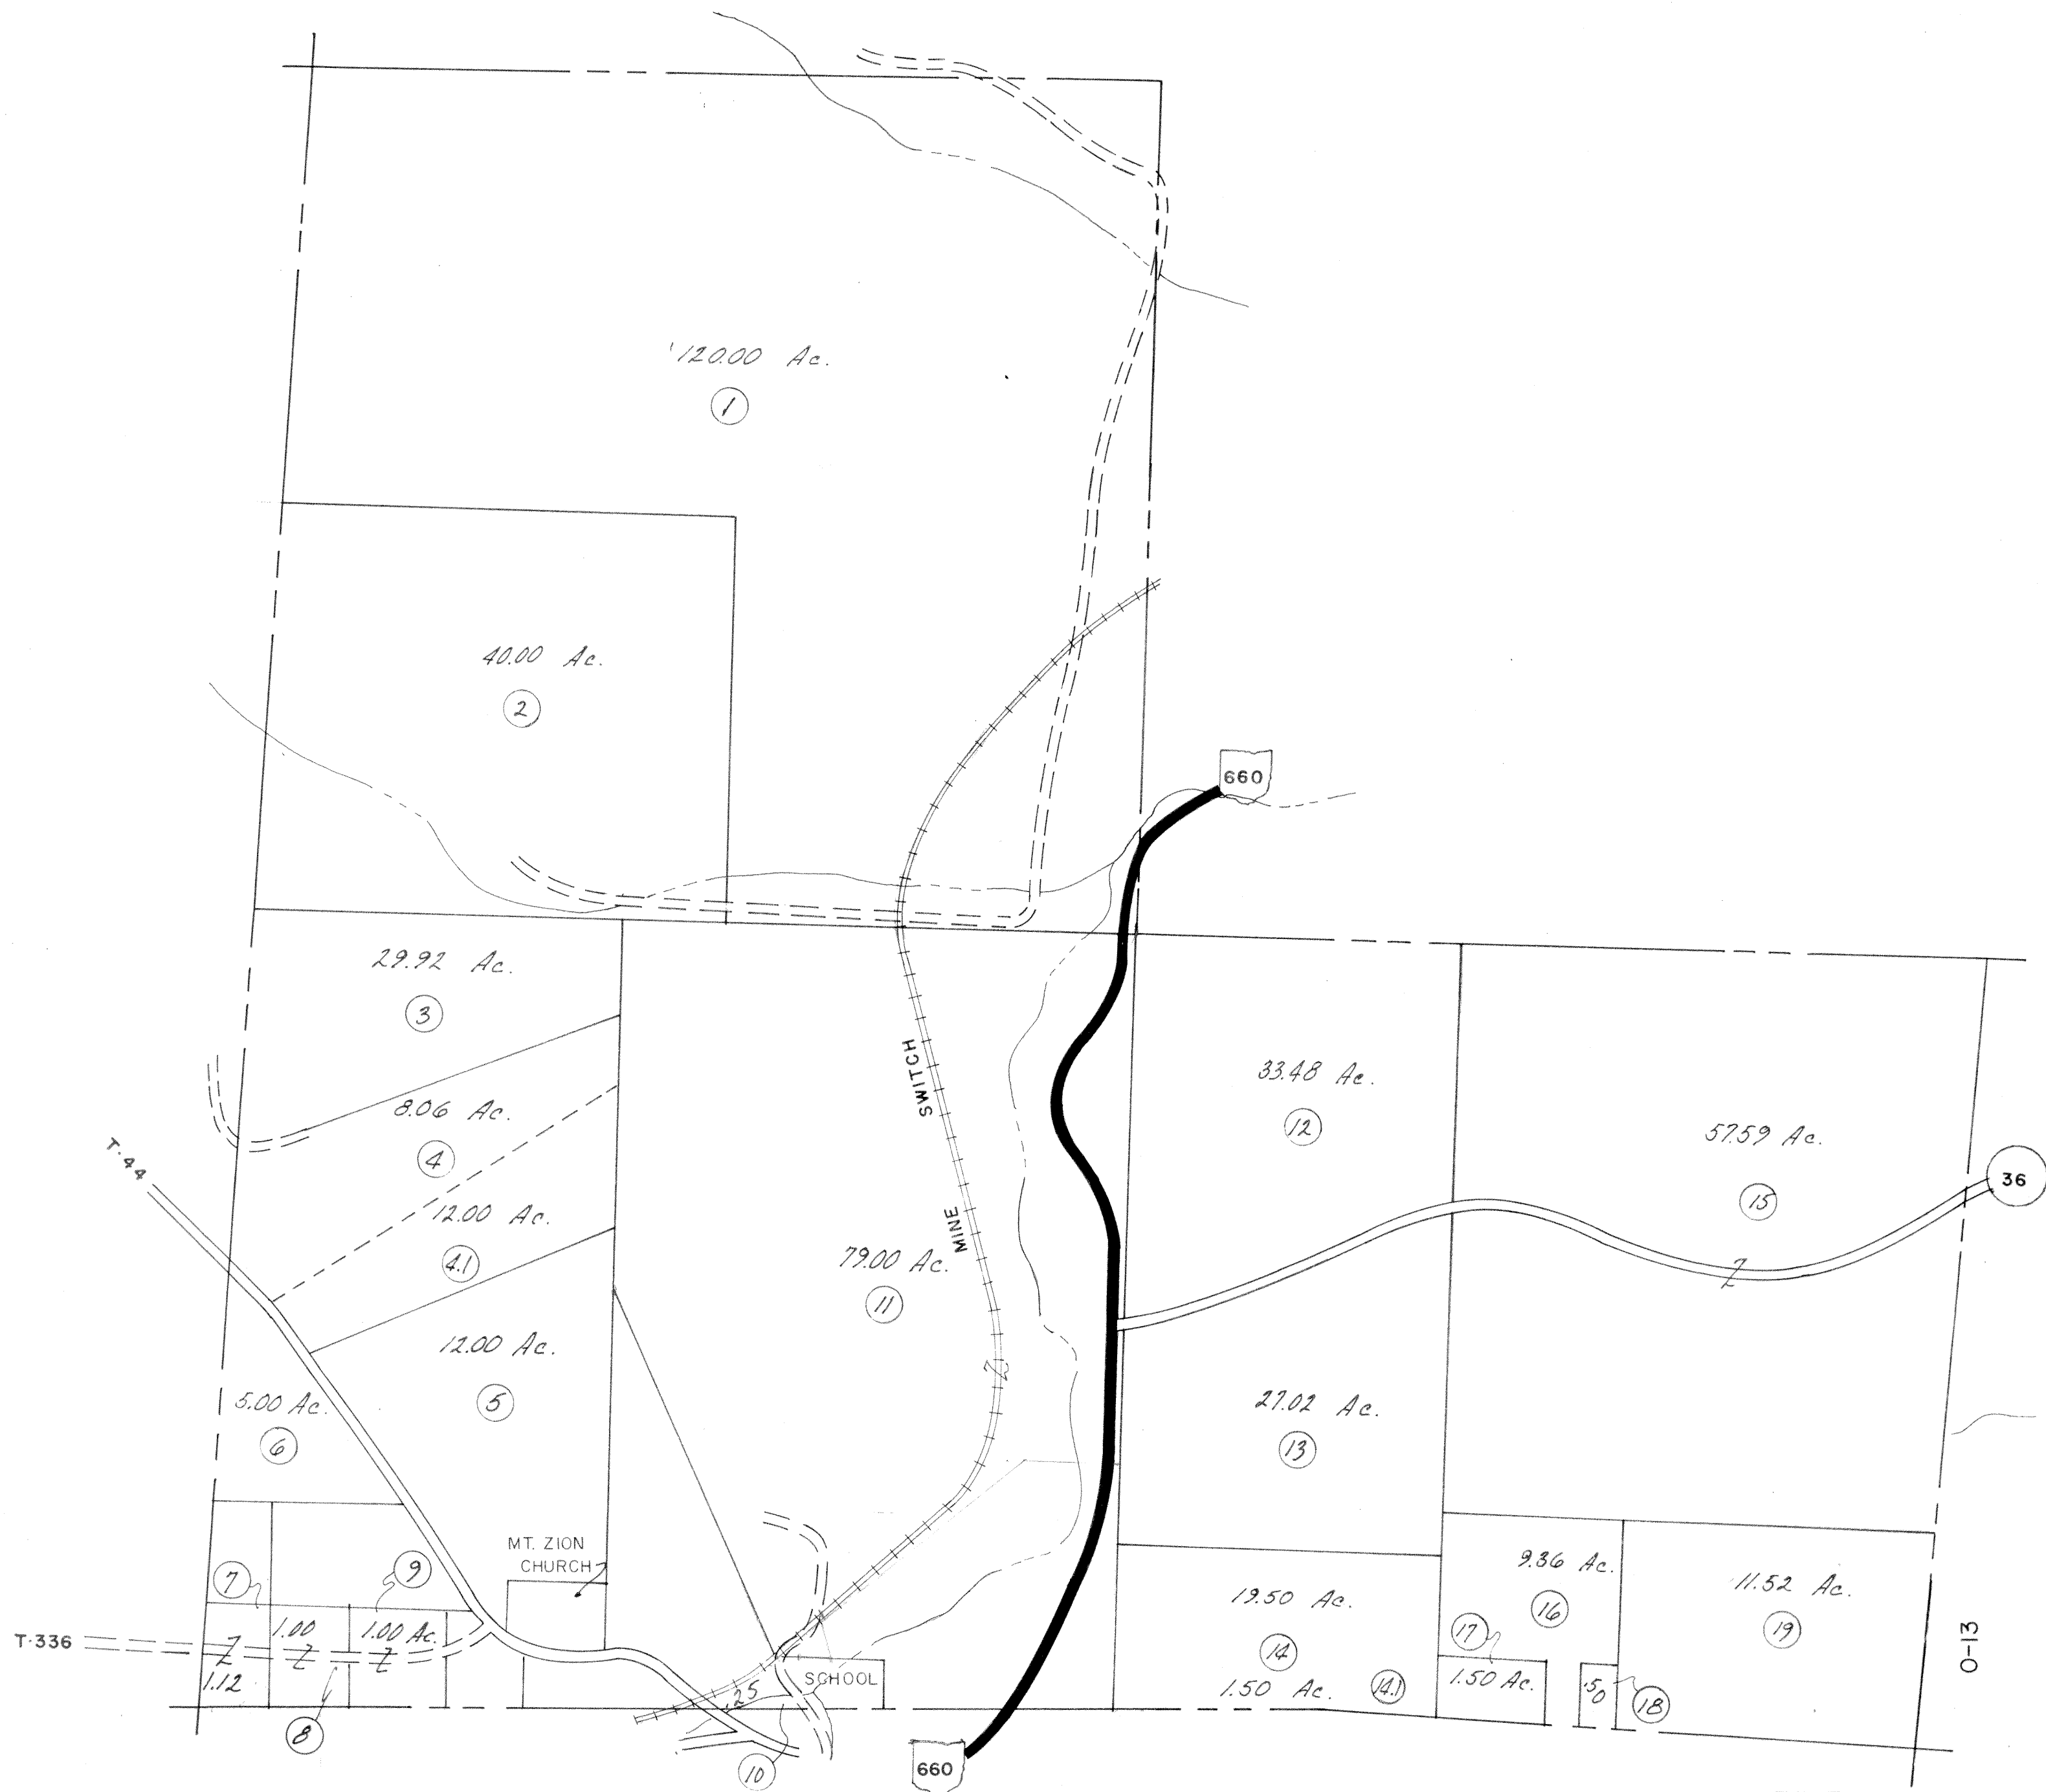 120.00 Ac.
1
40.00 Ac.
2
660
29.92 Ac.
3
8.06 Ac.
4
12.00 Ac.
4.1
T-44
12.00 Ac.
5
5.00 Ac.
6
SWITCH
MINE
79.00 Ac.
11
33.48 Ac.
12
57.59 Ac.
15
36
27.02 Ac.
13
MT. ZION
CHURCH
7
9
1.00
1.00 Ac.
T-336
1.12
8
SCHOOL
.25
10
660
19.50 Ac.
14
1.50 Ac.
14.1
9.36 Ac.
16
17
1.50 Ac.
.50
18
11.52 Ac.
19
0-13